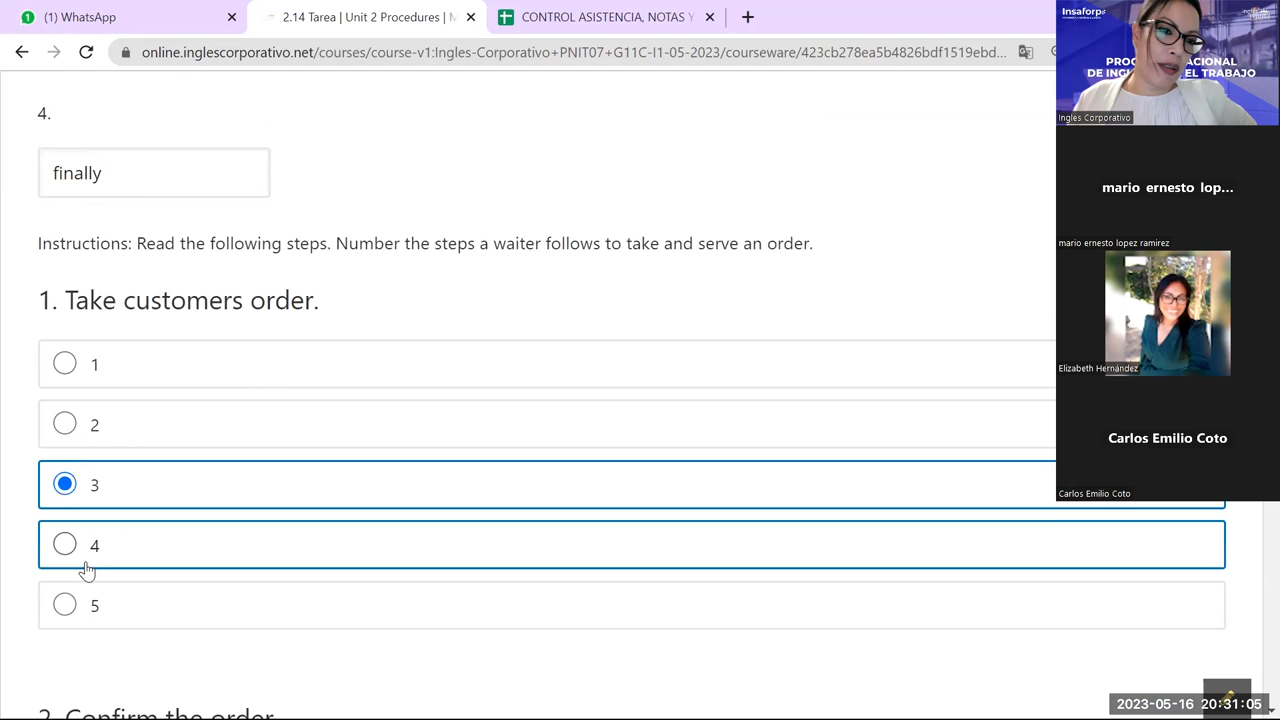 (1) WhatsApp
2.14 Tarea | Unit 2 Procedures | M
online.inglescorporativo.net/courses/course-v1:Ingles-Corporativo+PNIT07+G11C-I1-05-2023/courseware/423cb278ea5b4826bdf1519ebd...
Insaforp
DE INGL EL TRABAJO
Ingles Corporativo
mario ernesto lop...
mario ernesto lopez ramirez
Elizabeth Hernández
Carlos Emilio Coto
Carlos Emilio Coto
4.
finally
Instructions: Read the following steps. Number the steps a waiter follows to take and serve an order.
1. Take customers order.
1
2
3
4
5
2. Confirm the order
2023-05-16 20:31:05